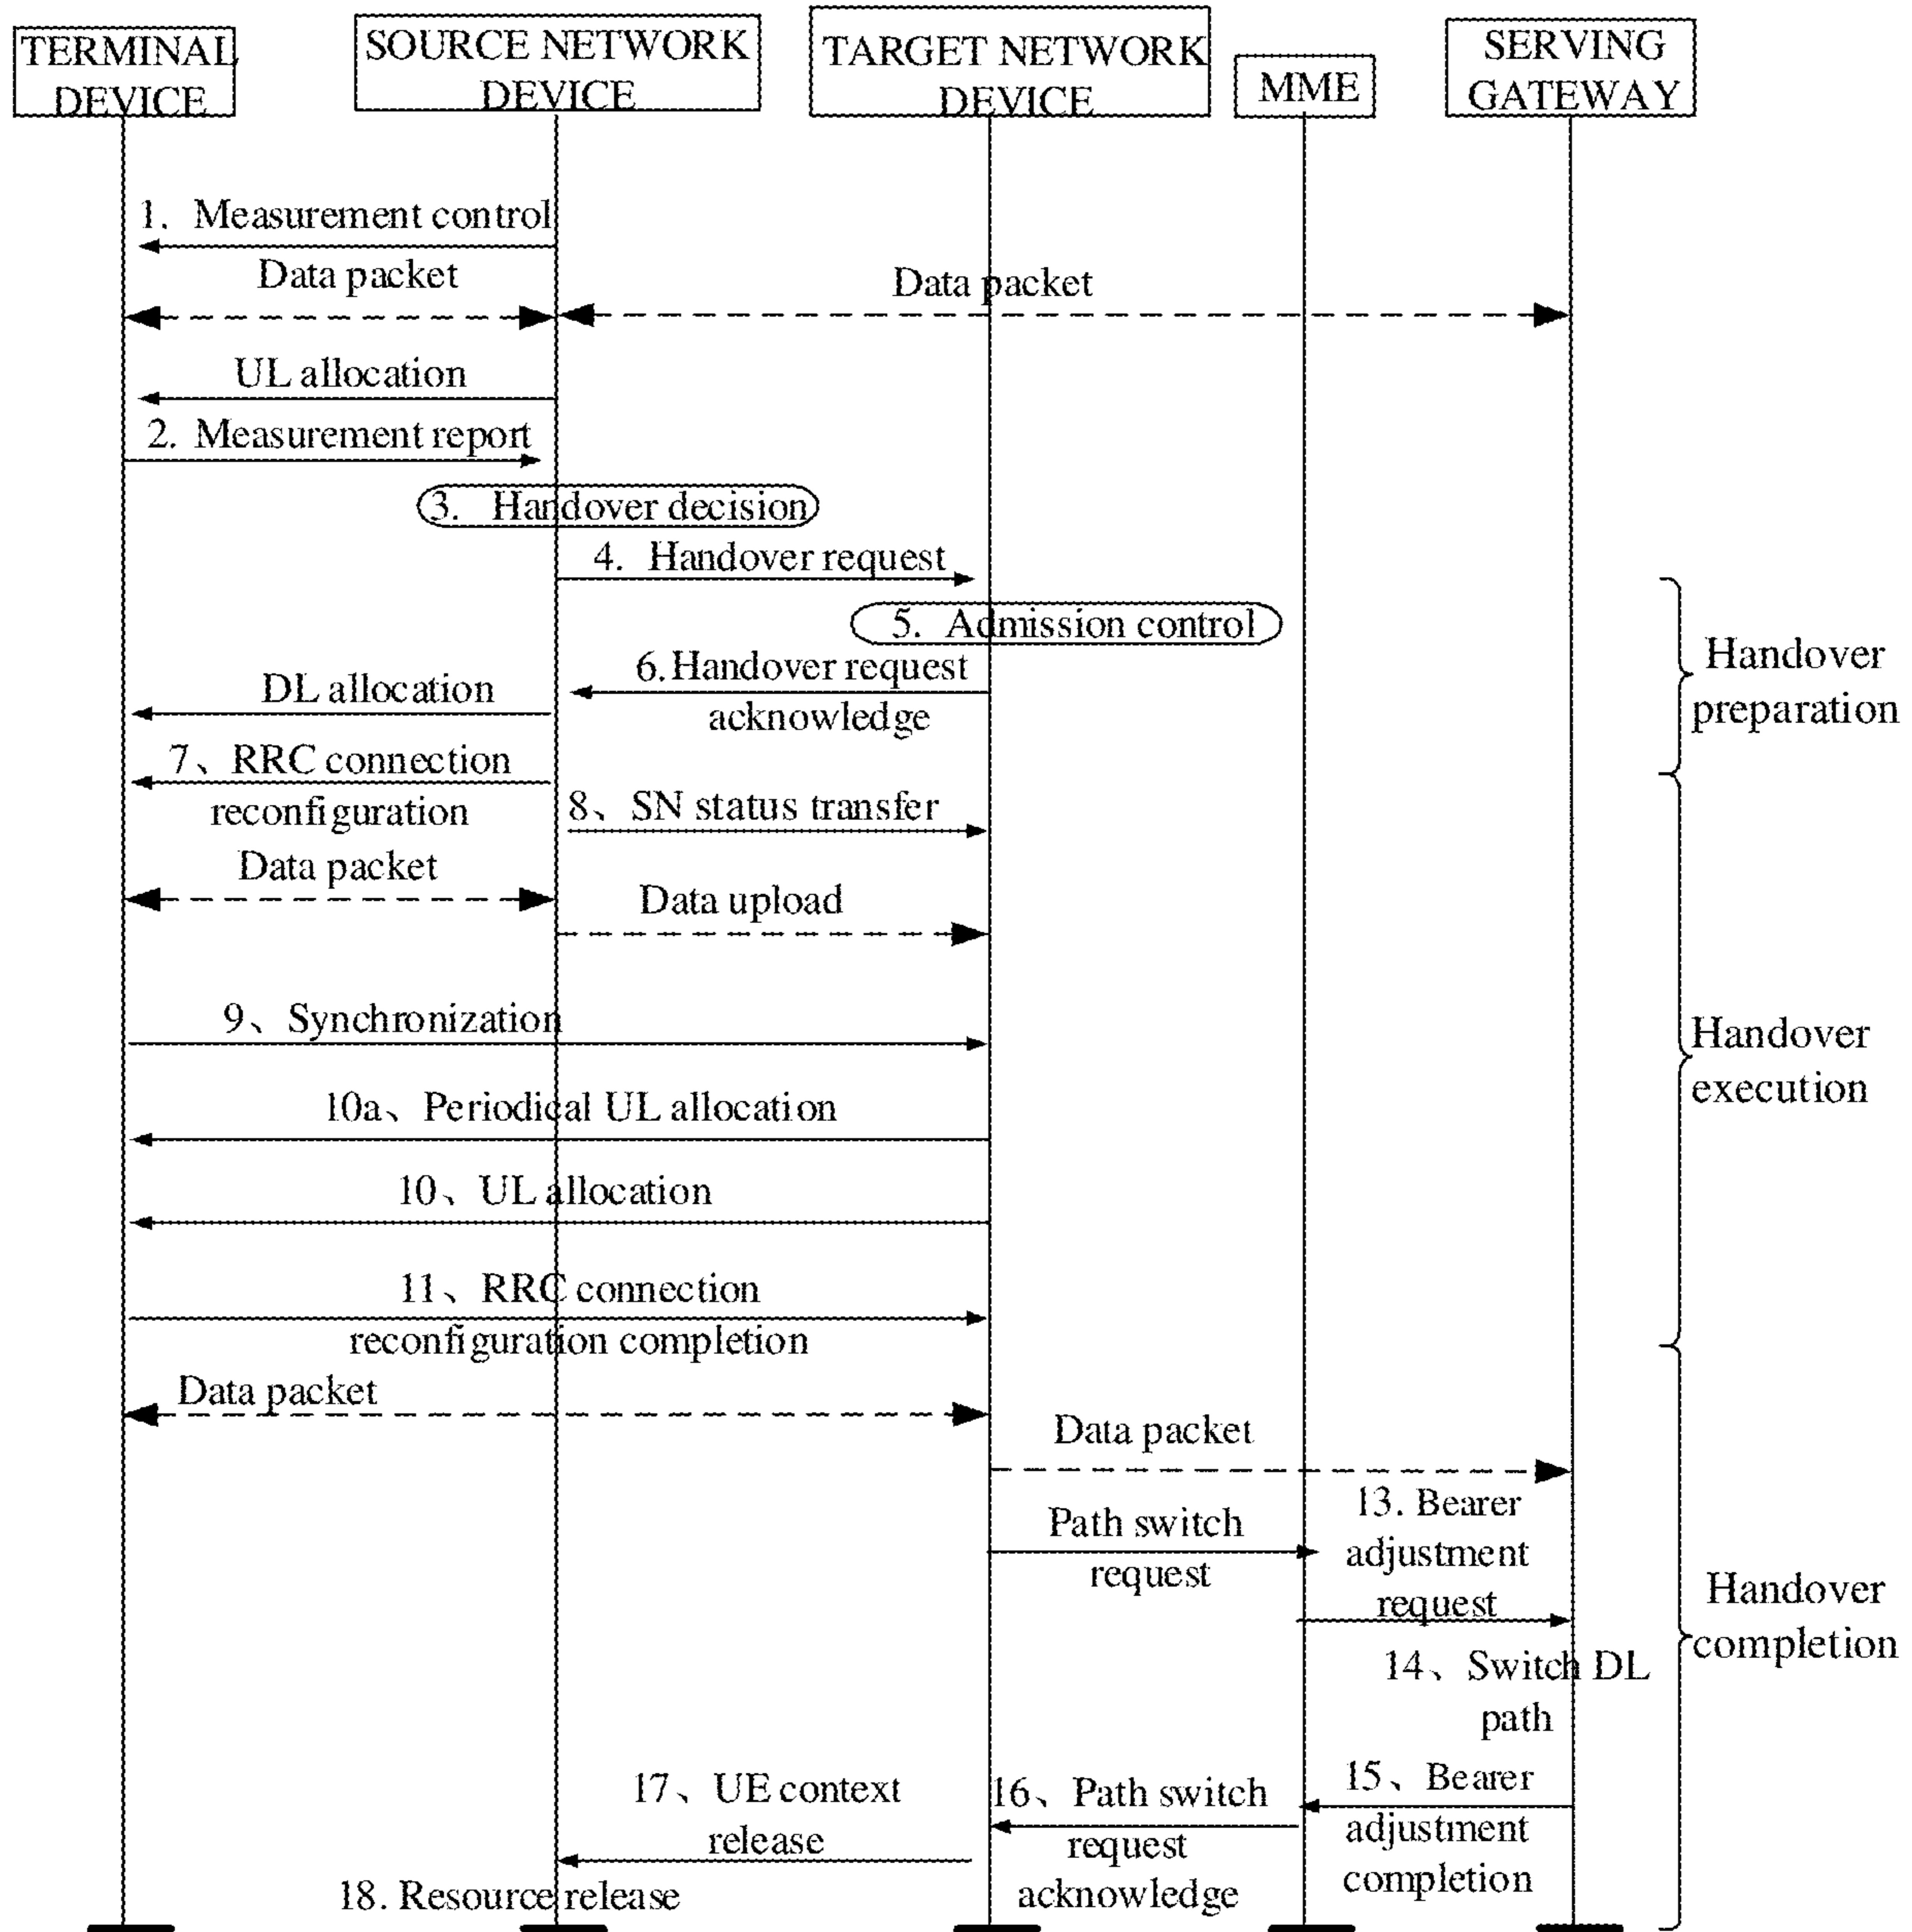 TERMINAL
DEVICE
SOURCE NETWORK
DEVICE
TARGET NETWORK
DEVICE
MME
SERVING
GATEWAY
1. Measurement control
Data packet
Data packet
UL allocation
2. Measurement report
3. Handover decision
4. Handover request
5. Admission control
6.Handover request
acknowledge
DL allocation
Handover
preparation
7、RRC connection
reconfiguration
8、SN status transfer
Data packet
Data upload
9、Synchronization
Handover
execution
10a、Periodical UL allocation
10、UL allocation
11、RRC connection
reconfiguration completion
Data packet
Data packet
Path switch
request
13. Bearer
adjustment
request
Handover
completion
14、Switch DL
path
15、Bearer
adjustment
completion
16、Path switch
request
acknowledge
17、UE context
release
18. Resource release